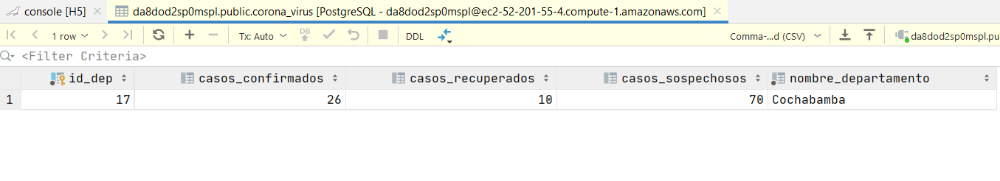 console [H5] da8dod2sp0mspl.public.corona_virus [PostgreSQL - da8dod2sp0mspl@ec2-52-201-55-4.compute-1.amazonaws.com]
1 row Tx: Auto DB DDL Comma-...d (CSV) da8dod2sp0mspl.pu
<Filter Criteria>
id_dep casos_confirmados casos_recuperados casos_sospechosos nombre_departamento
1 17 26 10 70 Cochabamba